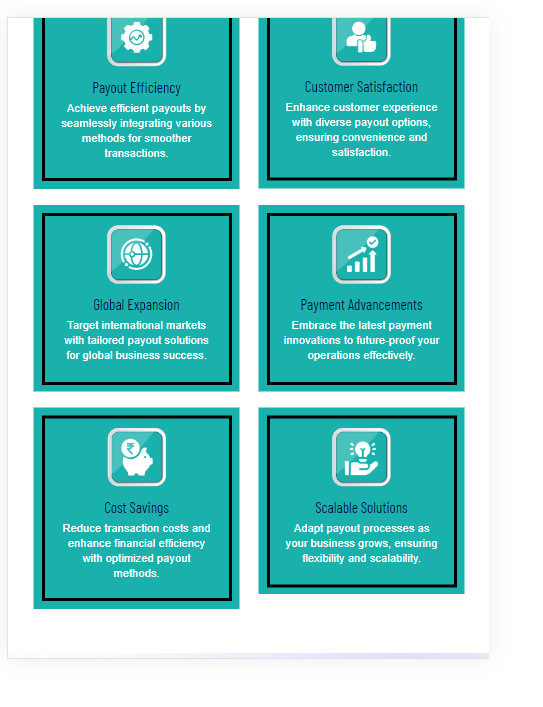 Payout Efficiency
Achieve efficient payouts by
seamlessly integrating various
methods for smoother
transactions.
Customer Satisfaction
Enhance customer experience
with diverse payout options,
ensuring convenience and
satisfaction.
Global Expansion
Target international markets
with tailored payout solutions
for global business success.
Payment Advancements
Embrace the latest payment
innovations to future-proof your
operations effectively.
₹
Cost Savings
Reduce transaction costs and
enhance financial efficiency
with optimized payout
methods.
Scalable Solutions
Adapt payout processes as
your business grows, ensuring
flexibility and scalability.